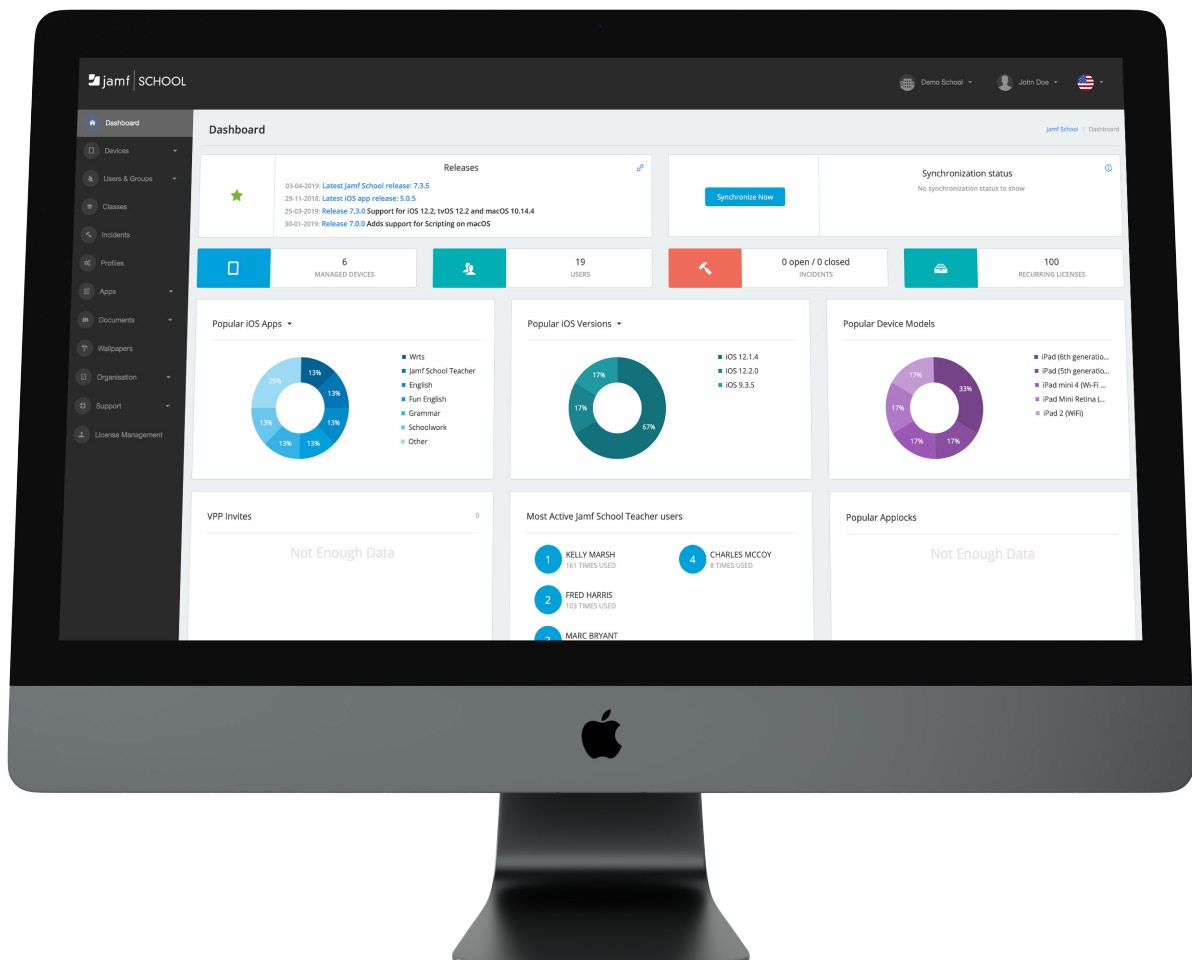 jamf SCHOOL
Demo School
John Doe
Dashboard
Devices
Users & Groups
Classes
Incidents
Profiles
Apps
Documents
Wallpapers
Organisation
Support
License Management
Dashboard
Jamf School / Dashboard
Releases
03-04-2019: Latest Jamf School release: 7.3.5
29-11-2018: Latest iOS app release: 5.0.5
25-03-2019: Release 7.3.0 Support for iOS 12.2, tvOS 12.2 and macOS 10.14.4
30-01-2019: Release 7.0.0 Adds support for Scripting on macOS
Synchronize Now
Synchronization status
No synchronization status to show
6
MANAGED DEVICES
19
USERS
0 open / 0 closed
INCIDENTS
100
RECURRING LICENSES
Popular iOS Apps
13%
13%
13%
13%
13%
13%
25%
Wrts
Jamf School Teacher
English
Fun English
Grammar
Schoolwork
Other
Popular iOS Versions
17%
17%
67%
iOS 12.1.4
iOS 12.2.0
iOS 9.3.5
Popular Device Models
17%
33%
17%
17%
17%
iPad (6th generatio...
iPad (5th generatio...
iPad mini 4 (Wi-Fi ...
iPad Mini Retina (...
iPad 2 (WiFi)
VPP Invites
0
Not Enough Data
Most Active Jamf School Teacher users
1
KELLY MARSH
161 TIMES USED
4
CHARLES MCCOY
8 TIMES USED
2
FRED HARRIS
103 TIMES USED
3
MARC BRYANT
Popular Applocks
Not Enough Data